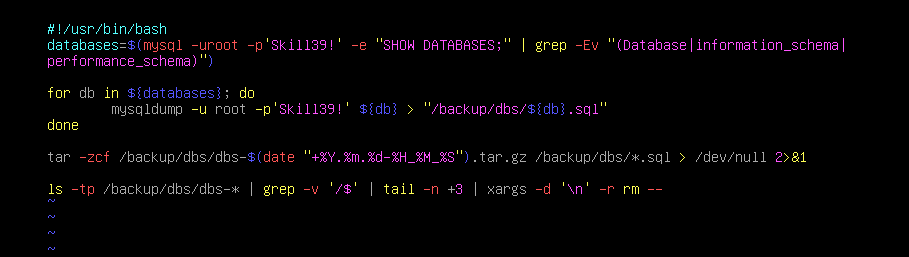 #!/usr/bin/bash
databases=$(mysql -uroot -p'Skill39!' -e "SHOW DATABASES;" | grep -Ev "(Database|information_schema|
performance_schema)")

for db in ${databases}; do
        mysqldump -u root -p'Skill39!' ${db} > "/backup/dbs/${db}.sql"
done

tar -zcf /backup/dbs/dbs-$(date "+%Y.%m.%d-%H_%M_%S").tar.gz /backup/dbs/*.sql > /dev/null 2>&1

ls -tp /backup/dbs/dbs-* | grep -v '/$' | tail -n +3 | xargs -d '\n' -r rm --
~
~
~
~